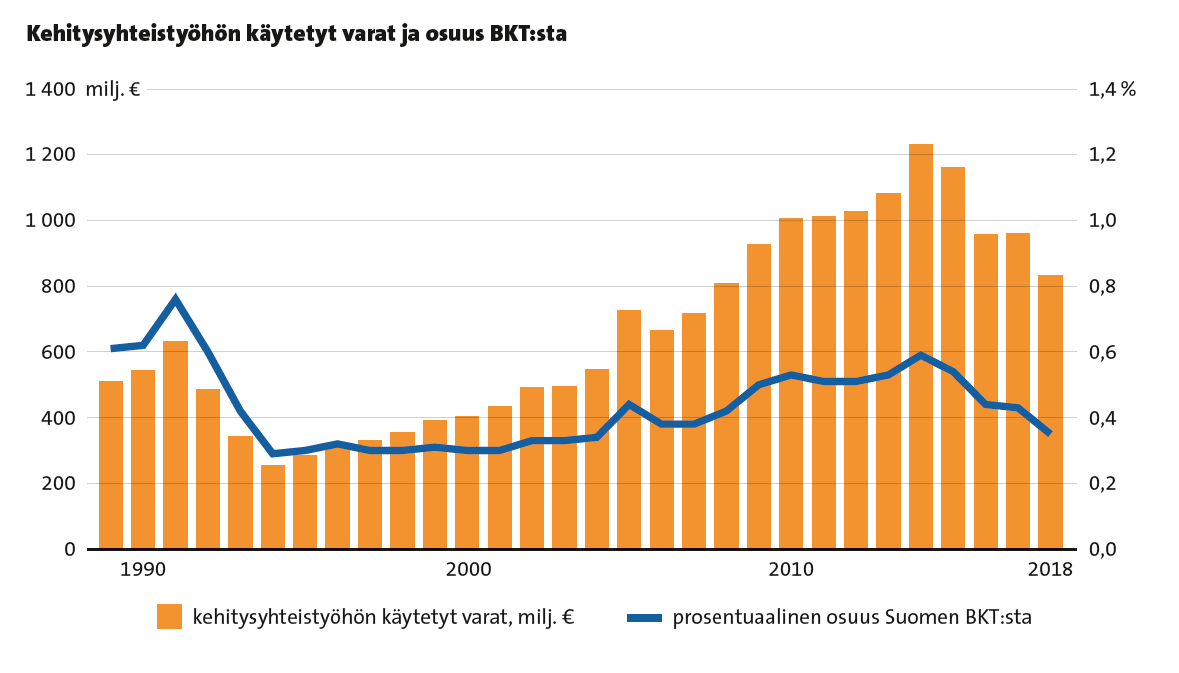 Kehitysyhteistyöhön käytetyt varat ja osuus BKT:sta
1 400 milj. € 1,4 %
1 200 1,2
1 000 1,0
800 0,8
600 0,6
400 0,4
200 0,2
0 0,0
1990 2000 2010 2018
kehitysyhteistyöhön käytetyt varat, milj. € prosentuaalinen osuus Suomen BKT:sta